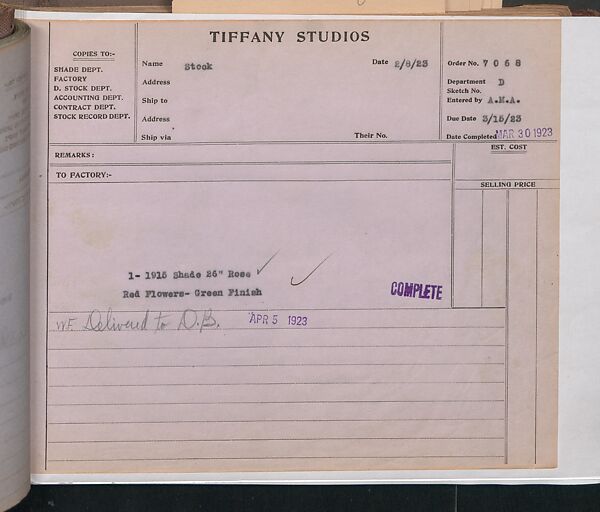 TIFFANY STUDIOS
COPIES TO:-
SHADE DEPT.
FACTORY
D. STOCK DEPT.
ACCOUNTING DEPT.
CONTRACT DEPT.
STOCK RECORD DEPT.
Name Stock
Date 2/8/23
Address
Ship to
Address
Ship via
Their No.
Order No. 7068
Department D
Sketch No.
Entered by A.M.A.
Due Date 3/15/23
Date Completed MAR 30 1923
REMARKS:
EST. COST
TO FACTORY:-
SELLING PRICE
1- 1915 Shade 26" Rose
Red Flowers- Green Finish
COMPLETE
WF Delivered to D.B. APR 5 1923